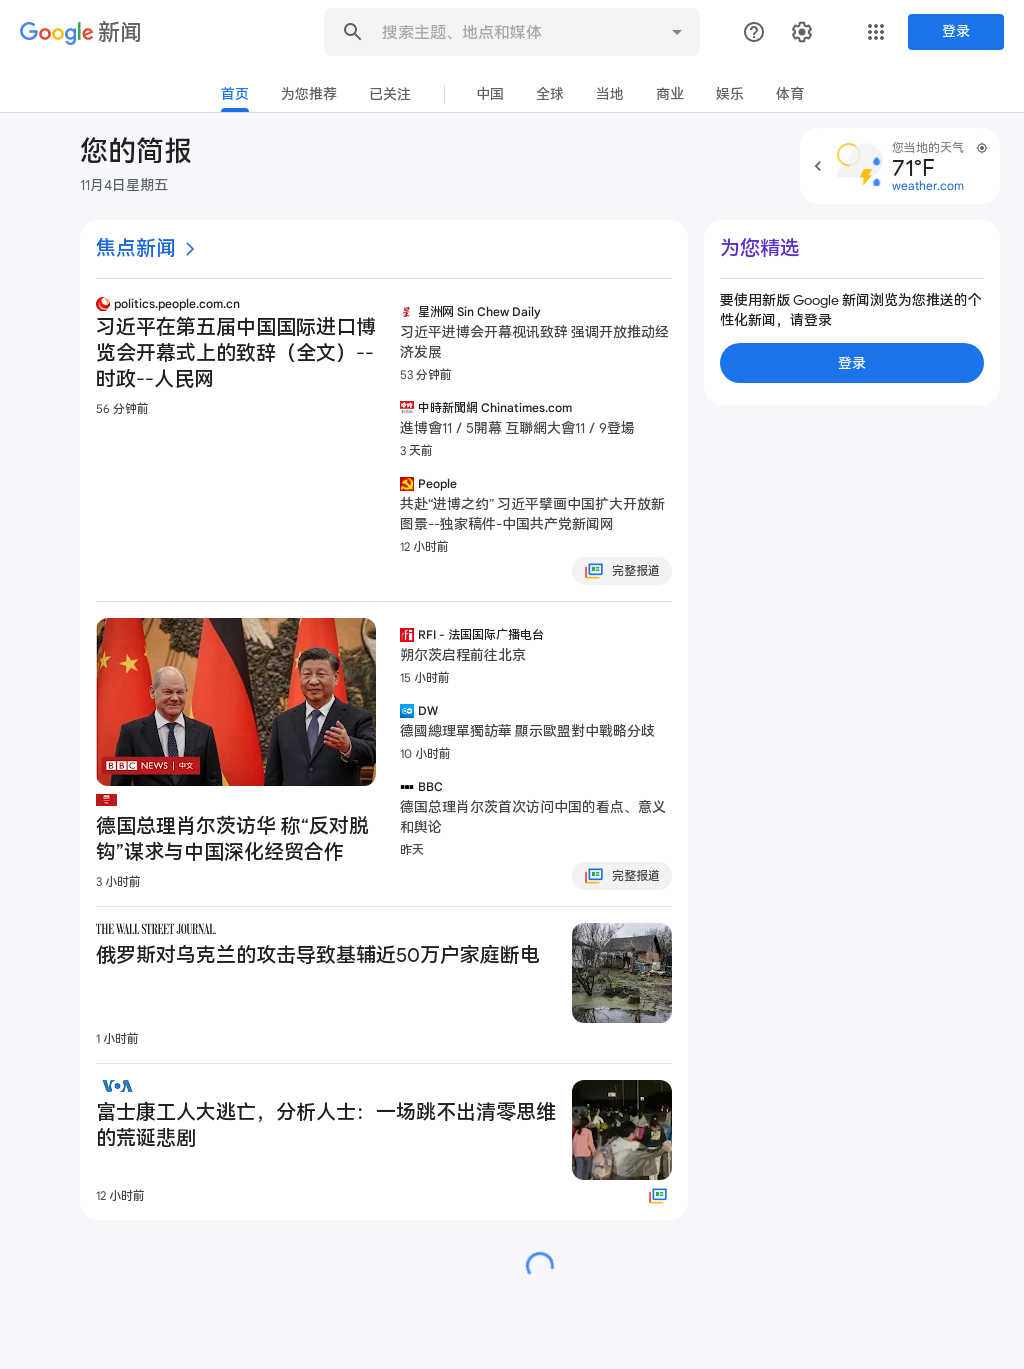 Google 新闻
搜索主题、地点和媒体
登录
首页
为您推荐
已关注
中国
全球
当地
商业
娱乐
体育
您的简报
11月4日星期五
您当地的天气
71°F
weather.com
焦点新闻
politics.people.com.cn
习近平在第五届中国国际进口博
览会开幕式上的致辞（全文）--
时政--人民网
56 分钟前
星洲网 Sin Chew Daily
习近平进博会开幕视讯致辞 强调开放推动经
济发展
53 分钟前
中時新聞網 Chinatimes.com
進博會11 / 5開幕 互聯網大會11 / 9登場
3 天前
People
共赴“进博之约” 习近平擘画中国扩大开放新
图景--独家稿件-中国共产党新闻网
12 小时前
完整报道
BBC NEWS | 中文
德国总理肖尔茨访华 称“反对脱
钩”谋求与中国深化经贸合作
3 小时前
RFI - 法国国际广播电台
朔尔茨启程前往北京
15 小时前
DW
德國總理單獨訪華 顯示歐盟對中戰略分歧
10 小时前
BBC
德国总理肖尔茨首次访问中国的看点、意义
和舆论
昨天
完整报道
THE WALL STREET JOURNAL.
俄罗斯对乌克兰的攻击导致基辅近50万户家庭断电
1 小时前
VOA
富士康工人大逃亡，分析人士：一场跳不出清零思维
的荒诞悲剧
12 小时前
为您精选
要使用新版 Google 新闻浏览为您推送的个
性化新闻，请登录
登录